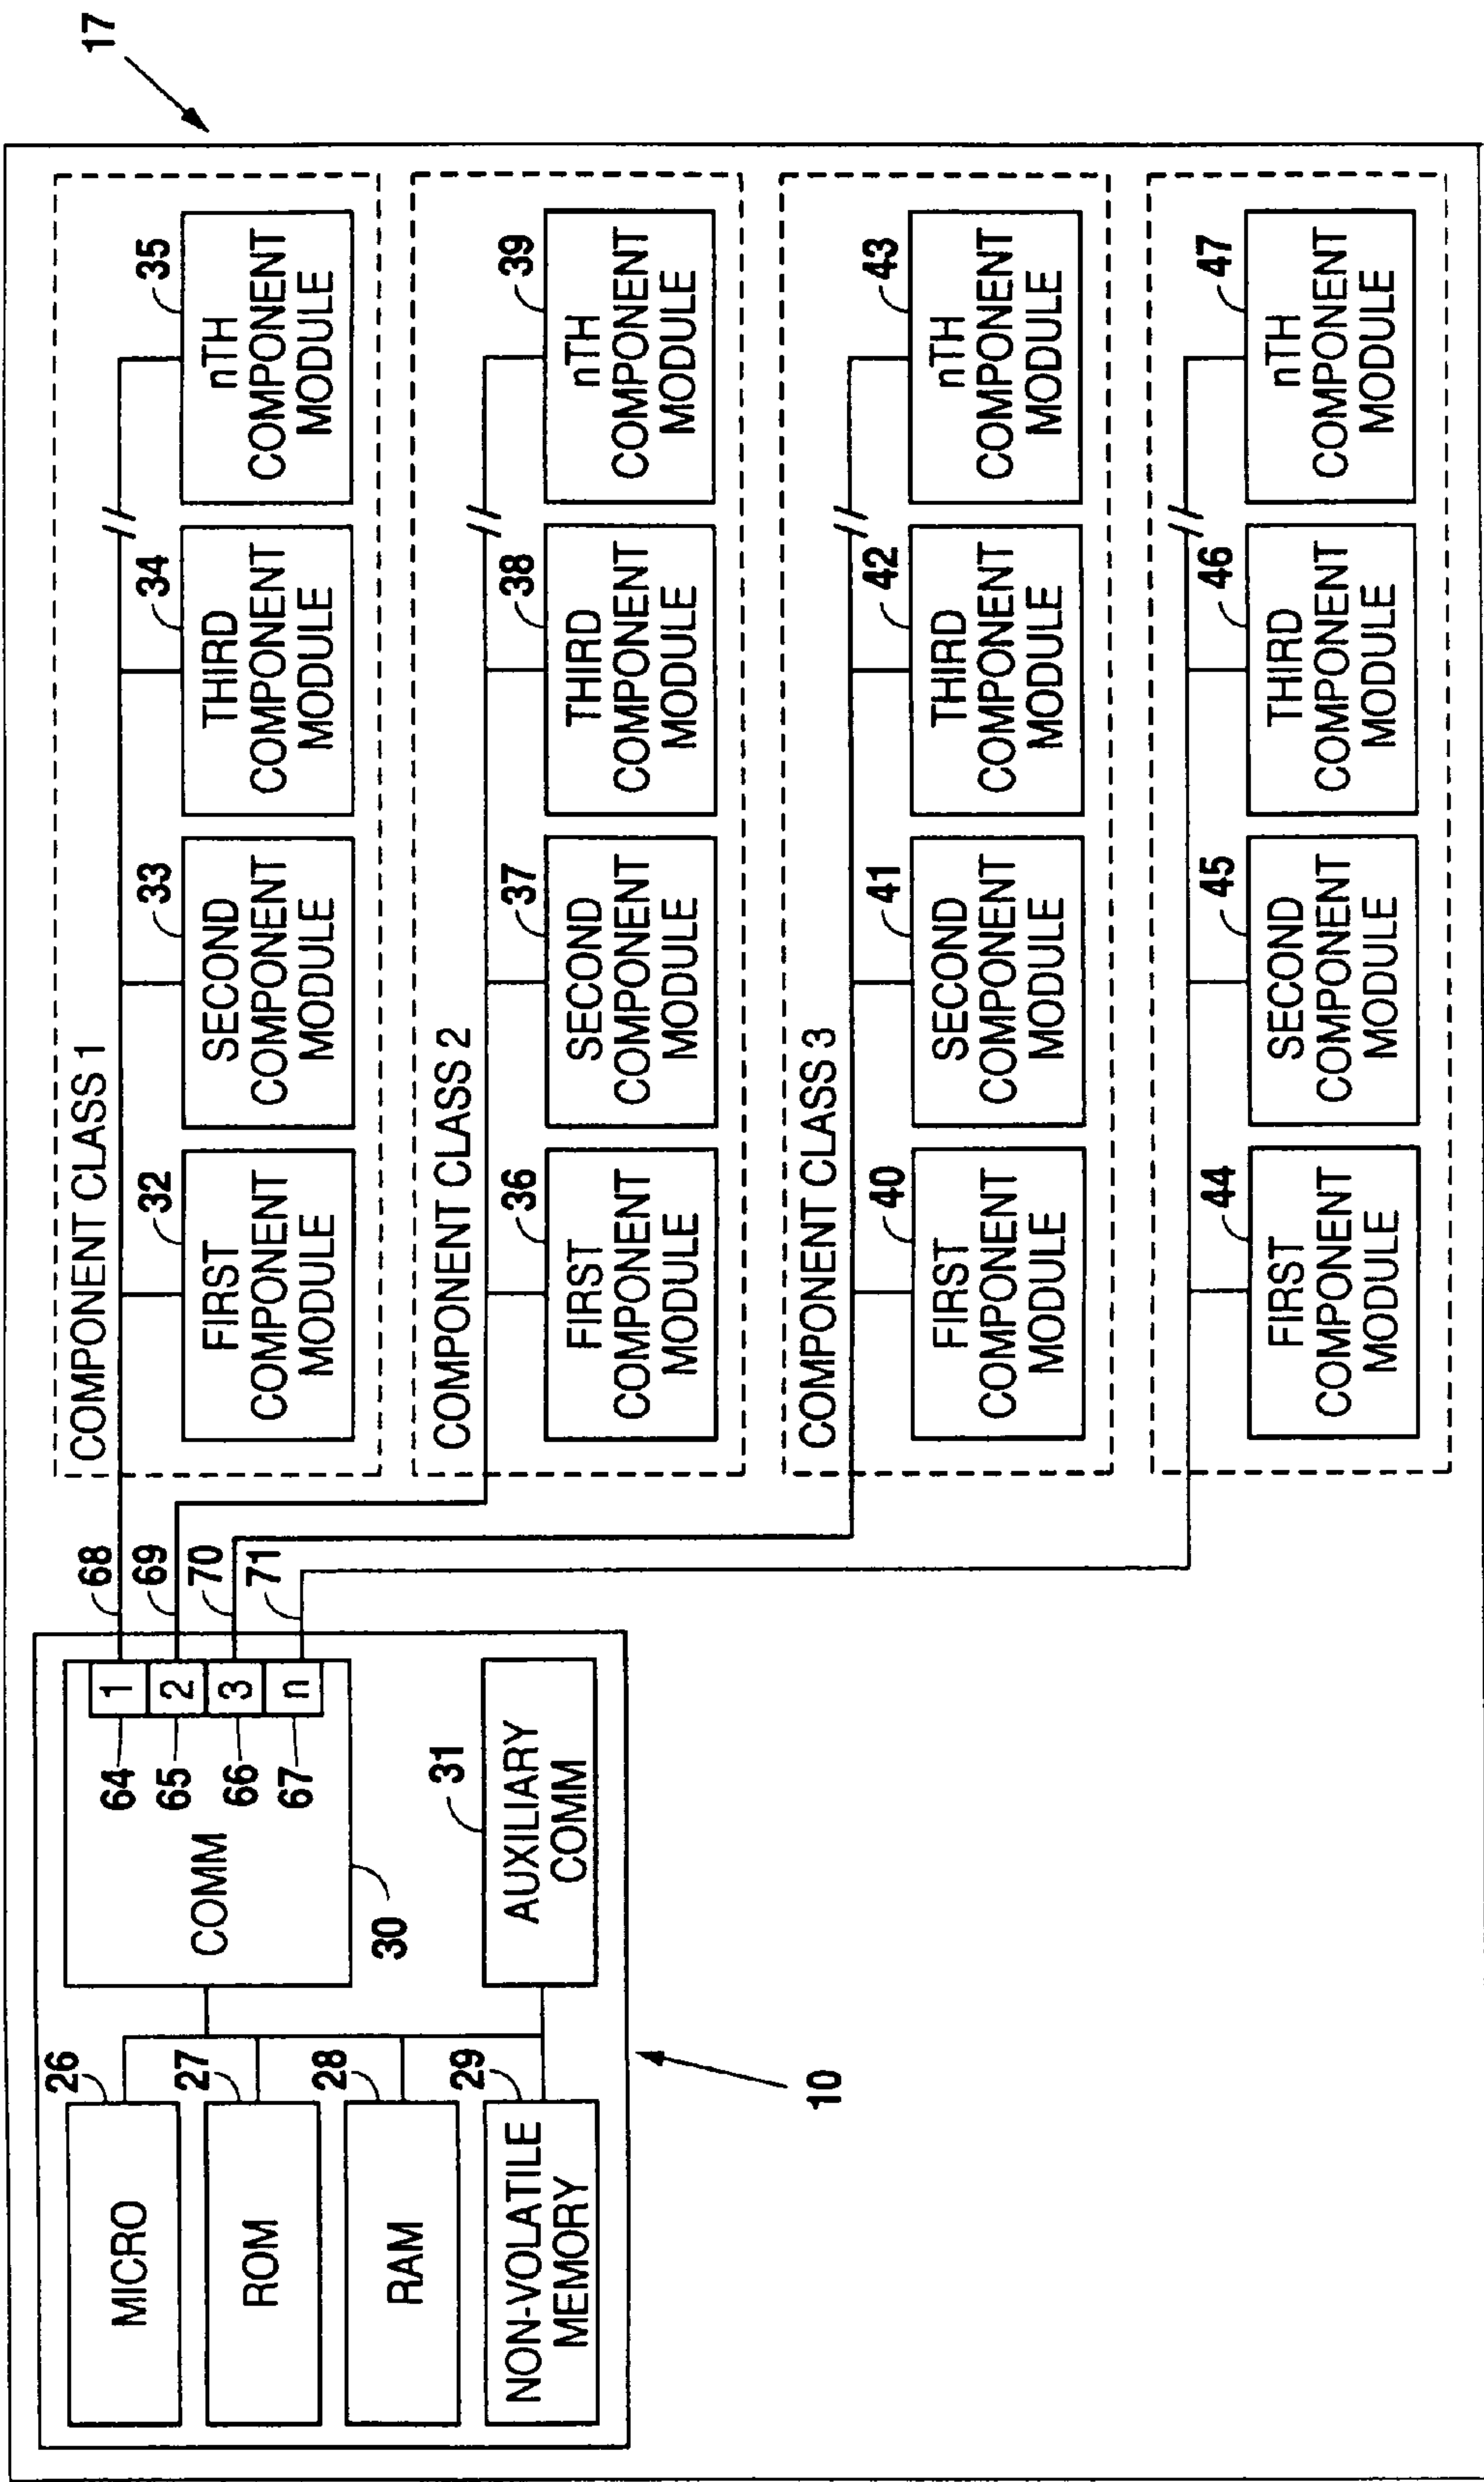 17
COMPONENT CLASS 1
32
33
34
35
FIRST
COMPONENT
MODULE
SECOND
COMPONENT
MODULE
THIRD
COMPONENT
MODULE
nTH
COMPONENT
MODULE
COMPONENT CLASS 2
36
37
38
39
FIRST
COMPONENT
MODULE
SECOND
COMPONENT
MODULE
THIRD
COMPONENT
MODULE
nTH
COMPONENT
MODULE
COMPONENT CLASS 3
40
41
42
43
FIRST
COMPONENT
MODULE
SECOND
COMPONENT
MODULE
THIRD
COMPONENT
MODULE
nTH
COMPONENT
MODULE
44
45
46
47
FIRST
COMPONENT
MODULE
SECOND
COMPONENT
MODULE
THIRD
COMPONENT
MODULE
nTH
COMPONENT
MODULE
68
69
70
71
1
2
3
n
64
65
66
67
COMM
30
AUXILIARY
COMM
31
26
MICRO
27
ROM
28
RAM
29
NON-VOLATILE
MEMORY
10